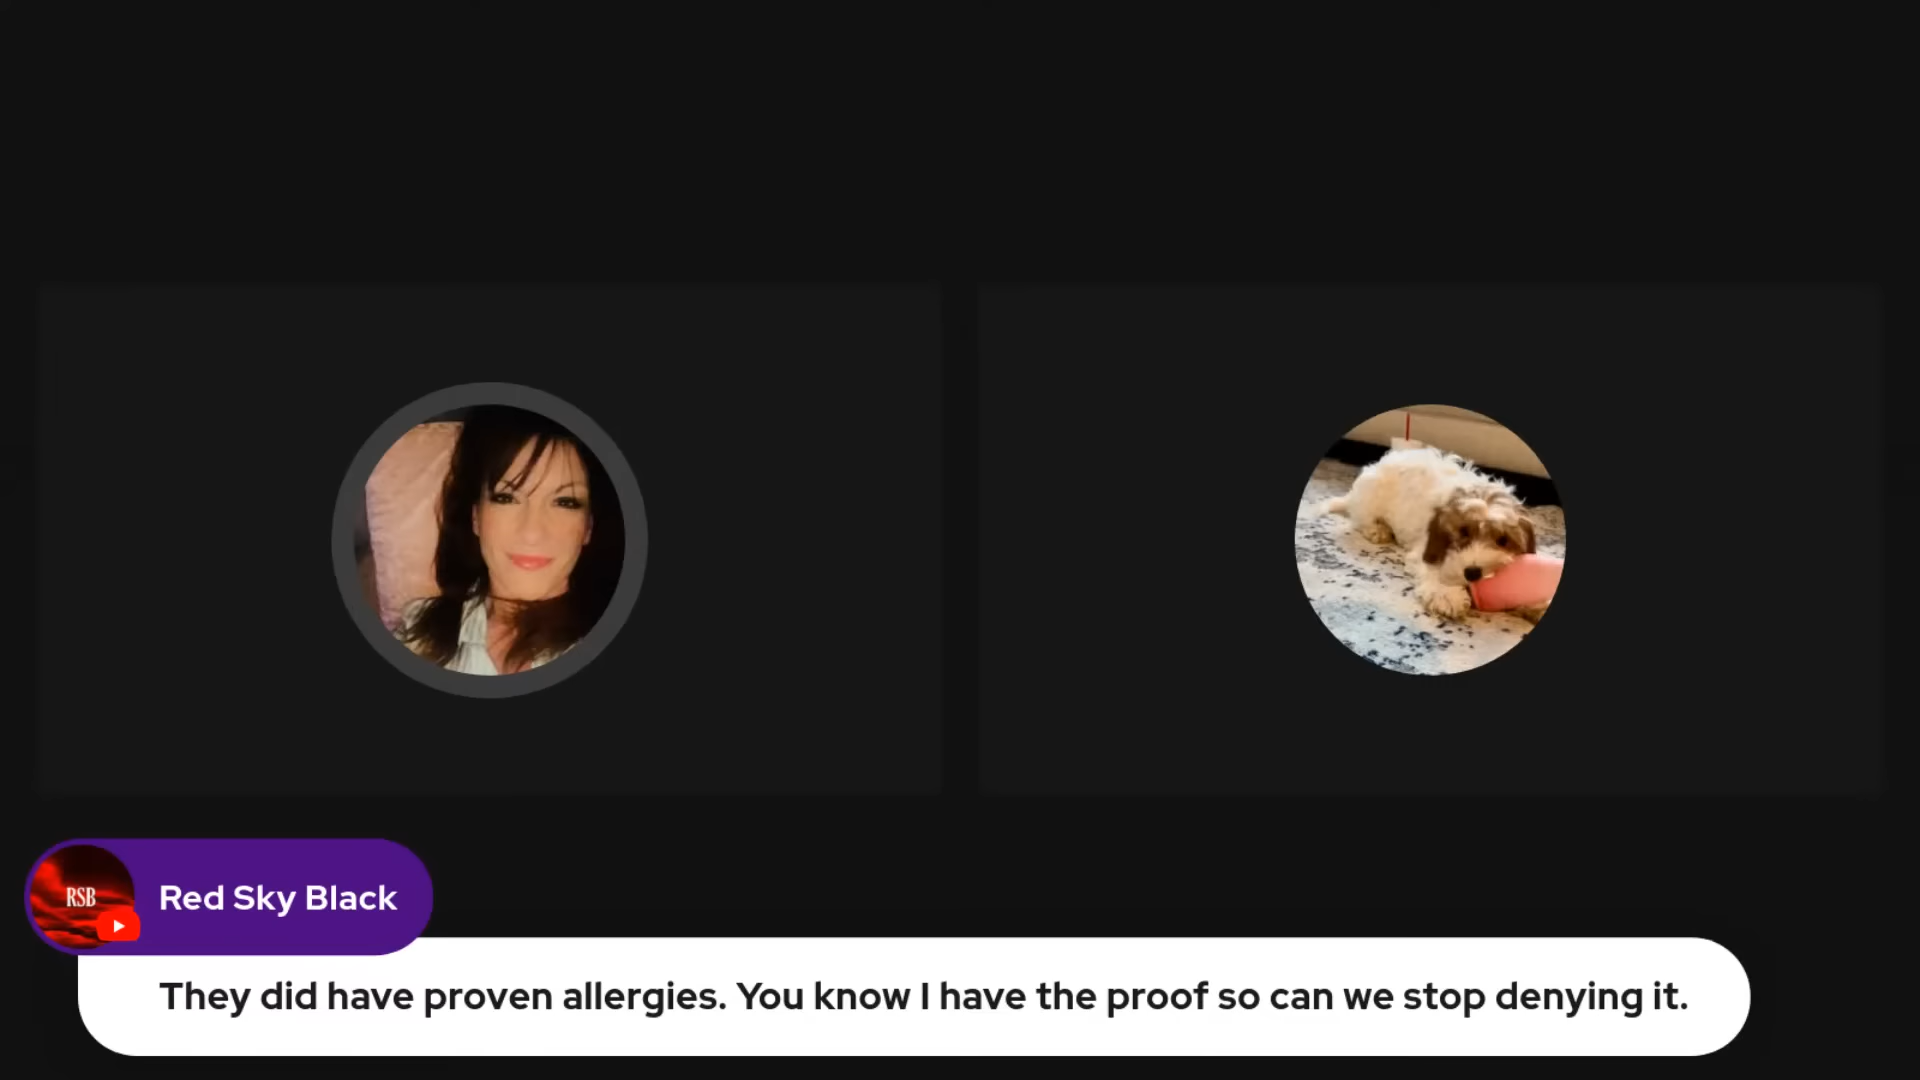 RSB
Red Sky Black
They did have proven allergies. You know I have the proof so can we stop denying it.